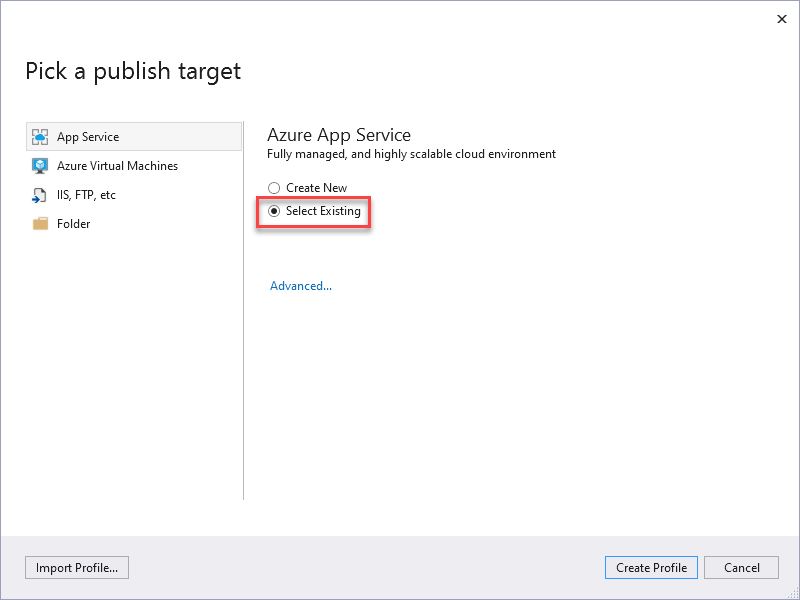 Pick a publish target
App Service
Azure Virtual Machines
IIS, FTP, etc
Folder
Azure App Service
Fully managed, and highly scalable cloud environment
Create New
Select Existing
Advanced...
Import Profile...
Create Profile
Cancel